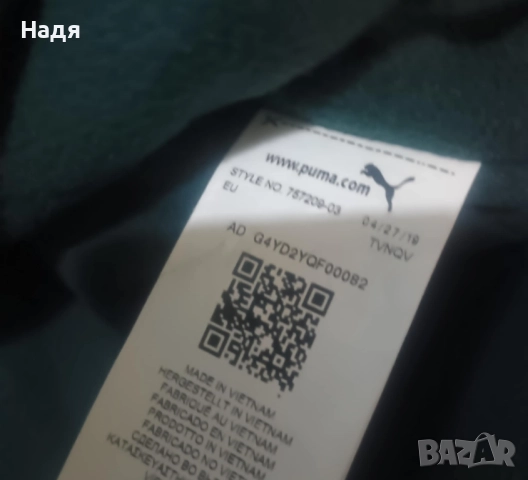 Надя
www.puma.com
STYLE NO. 757209-03
EU
04/27/19
TVNQV
AD G4YD2YQF00082
MADE IN VIETNAM
HERGESTELLT IN VIETNAM
FABRIQUÉ AU VIETNAM
FABRICADO EN VIETNAM
PRODOTTO IN VIETNAM
FABRICADO NO VIETNAM
СДЕЛАНО ВО
BAZAR